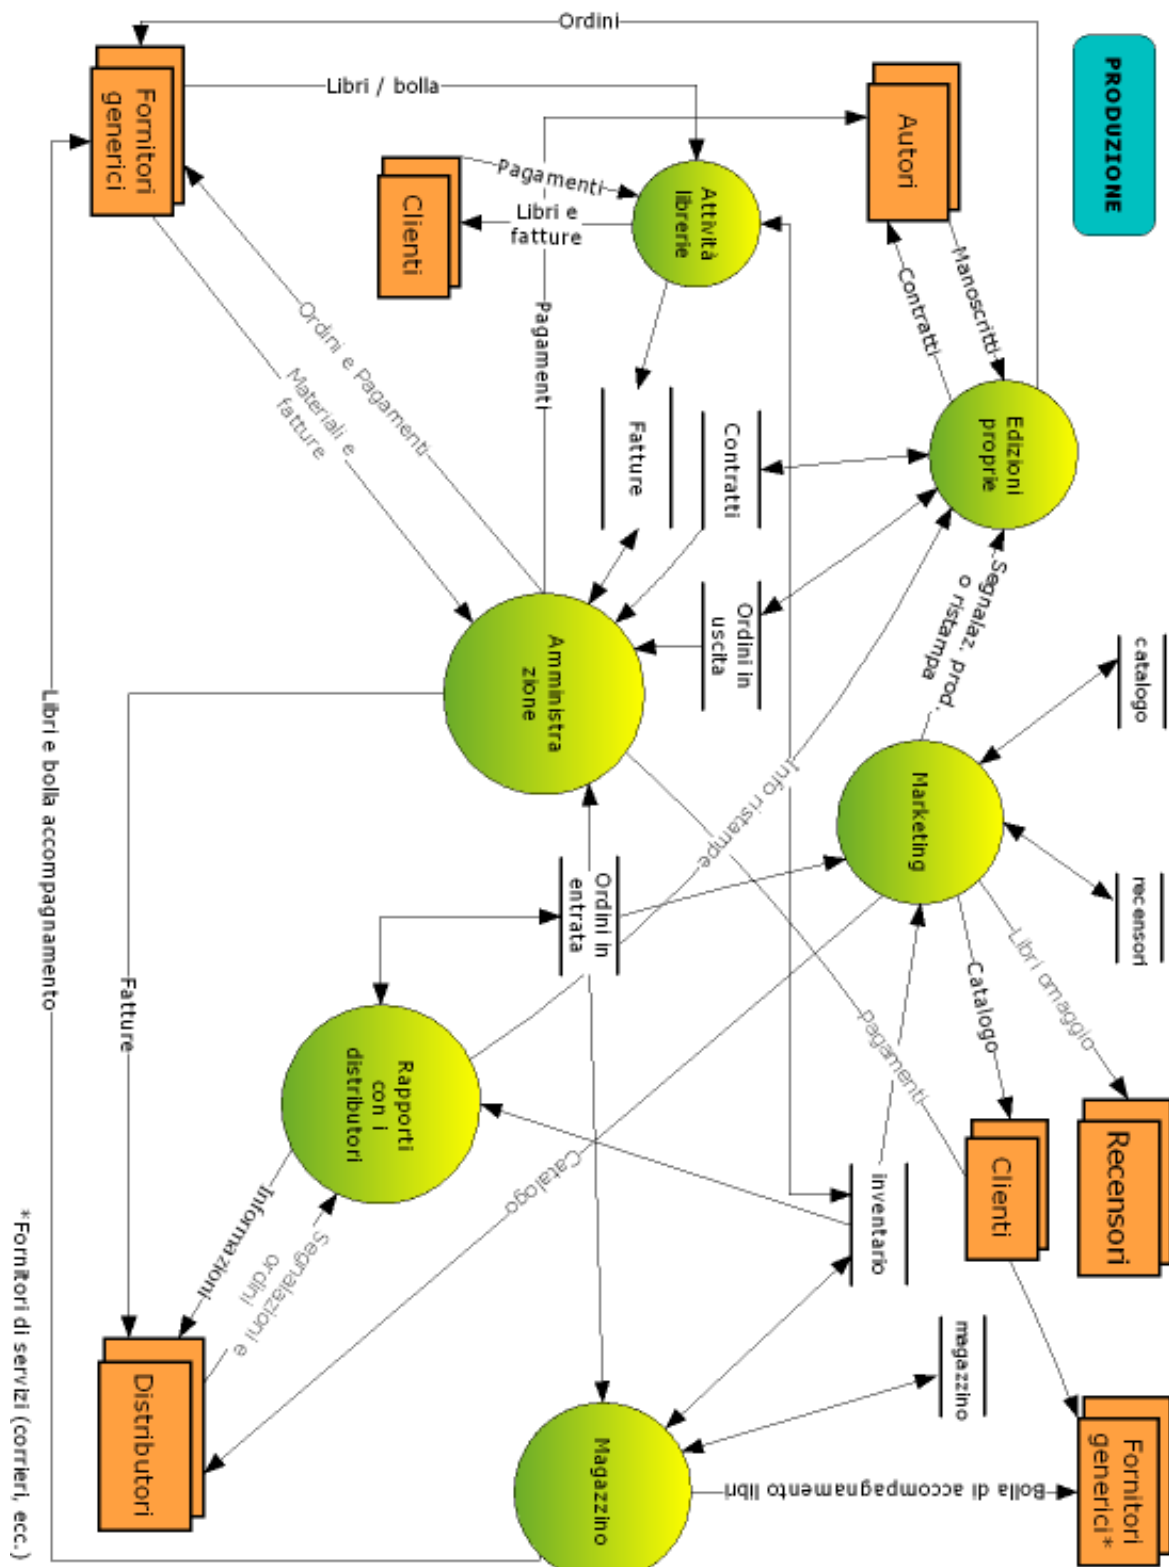 PRODUZIONE
Ordini
Fornitori
generici
Libri / bolla
Autori
Pagamenti
Clienti
Libri e
fatture
Attività
librerie
Manoscritti
Contratti
Pagamenti
Ordini e Pagamenti
Materiali e
fatture
Edizioni
proprie
Fatture
Contratti
Ordini in
uscita
Segnalaz. prod.
o ristampa
catalogo
Amministra
zione
Marketing
Info ristampe
recensori
Libri e bolla accompagnamento
Fatture
Ordini in
entrata
Catalogo
Libri omaggio
pagamenti
Rapporti
con i
distributori
Recensori
Clienti
inventario
Catalogo
Informazioni
Segnalazioni e
ordini
magazzino
Distributori
Magazzino
Bolla di accompagnamento libri
Fornitori
generici*
*Fornitori di servizi (corrieri, ecc.)